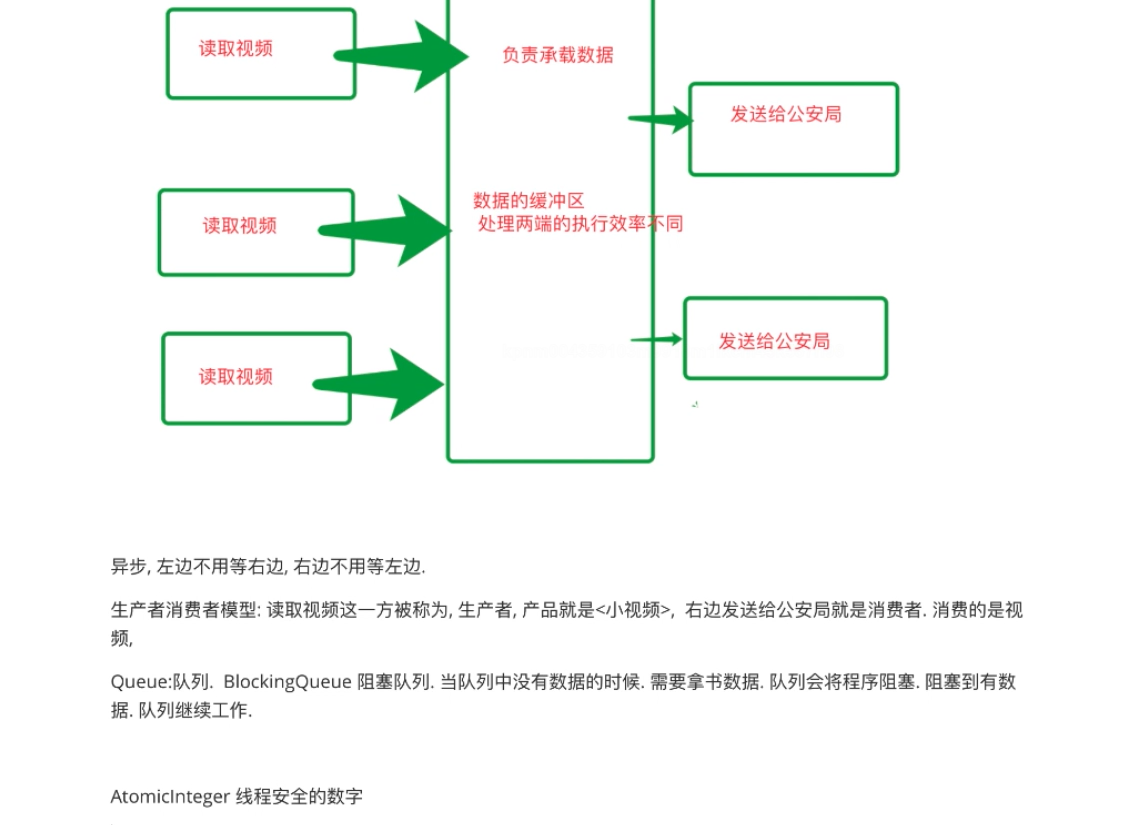 读取视频
负责承载数据
发送给公安局
数据的缓冲区
处理两端的执行效率不同
读取视频
发送给公安局
读取视频
异步, 左边不用等右边, 右边不用等左边.
生产者消费者模型: 读取视频这一方被称为, 生产者, 产品就是<小视频>, 右边发送给公安局就是消费者. 消费的是视
频,
Queue:队列. BlockingQueue 阻塞队列. 当队列中没有数据的时候. 需要拿书数据. 队列会将程序阻塞. 阻塞到有数
据. 队列继续工作.
AtomicInteger 线程安全的数字